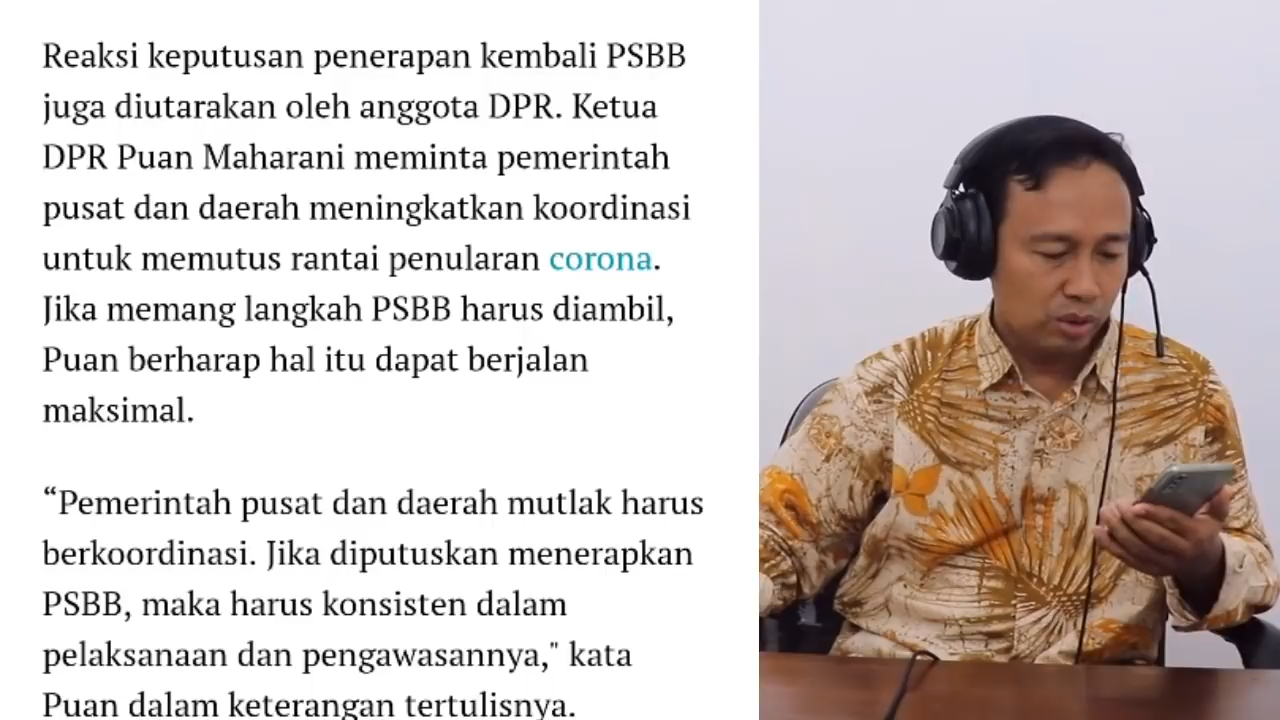 Reaksi keputusan penerapan kembali PSBB
juga diutarakan oleh anggota DPR. Ketua
DPR Puan Maharani meminta pemerintah
pusat dan daerah meningkatkan koordinasi
untuk memutus rantai penularan corona.
Jika memang langkah PSBB harus diambil,
Puan berharap hal itu dapat berjalan
maksimal.
“Pemerintah pusat dan daerah mutlak harus
berkoordinasi. Jika diputuskan menerapkan
PSBB, maka harus konsisten dalam
pelaksanaan dan pengawasannya," kata
Puan dalam keterangan tertulisnya.